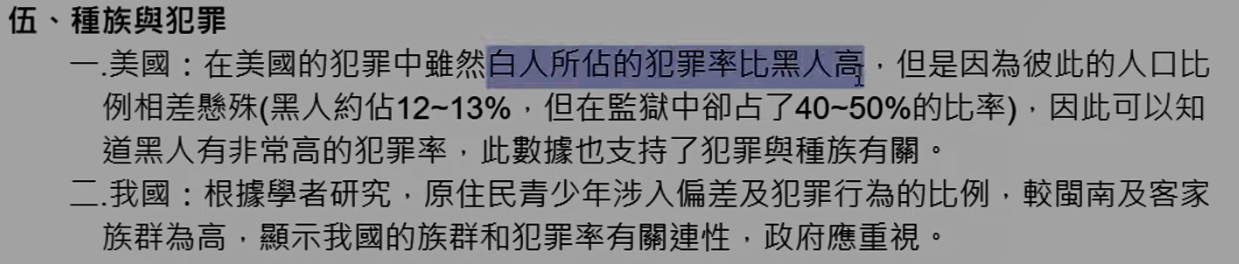 伍、種族與犯罪
一.美國：在美國的犯罪中雖然白人所佔的犯罪率比黑人高，但是因為彼此的人口比
例相差懸殊(黑人約佔12~13%，但在監獄中卻占了40~50%的比率)，因此可以知
道黑人有非常高的犯罪率，此數據也支持了犯罪與種族有關。
二.我國：根據學者研究，原住民青少年涉入偏差及犯罪行為的比例，較閩南及客家
族群為高，顯示我國的族群和犯罪率有關連性，政府應重視。